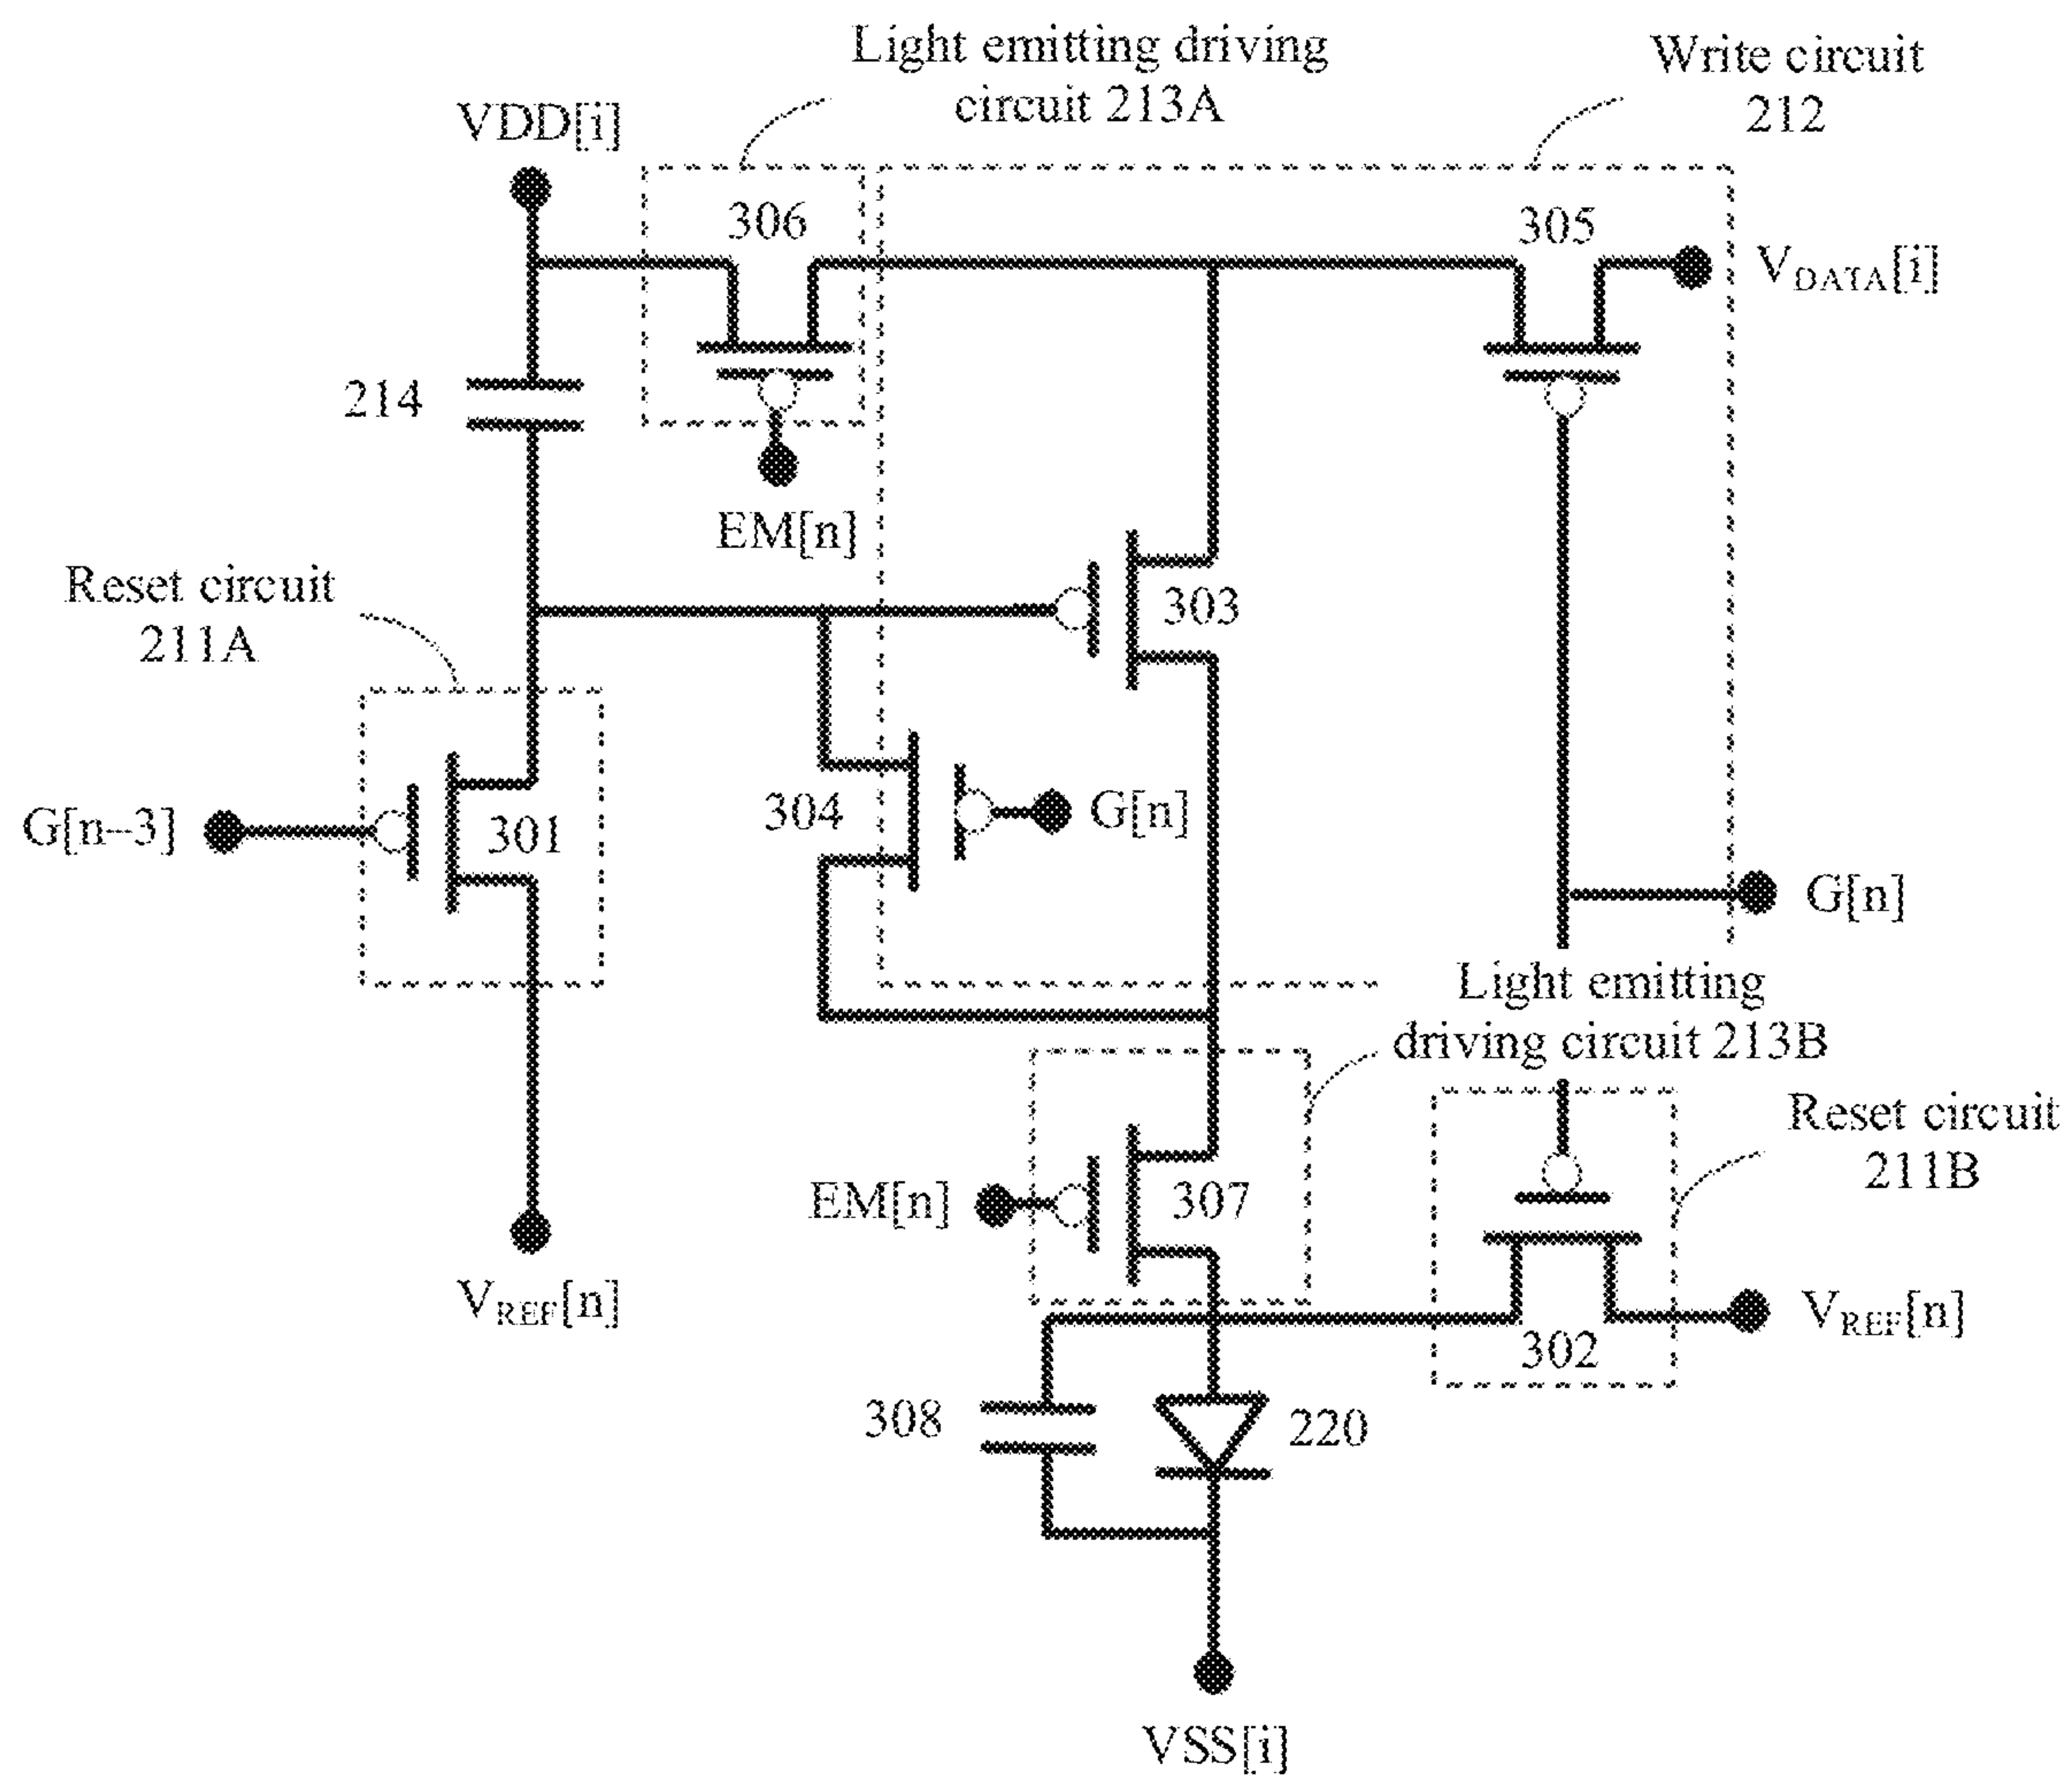 Light emitting driving
circuit 213A
Write circuit
212
VDD[i]
306
305
VDATA[i]
214
EM[n]
Reset circuit
211A
303
G[n–3]
301
304
G[n]
G[n]
Light emitting
driving circuit 213B
Reset circuit
211B
EM[n]
307
VREF[n]
VREF[n]
302
308
220
VSS[i]